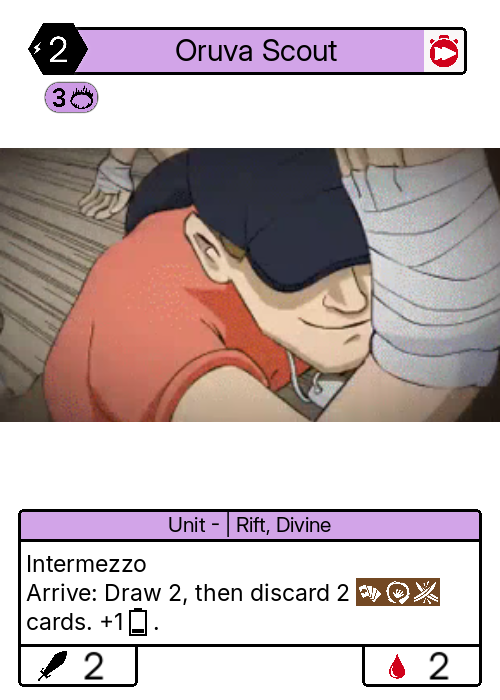 2
Oruva Scout
3
Unit - | Rift, Divine
Intermezzo
Arrive: Draw 2, then discard 2
cards. +1 .
2
2